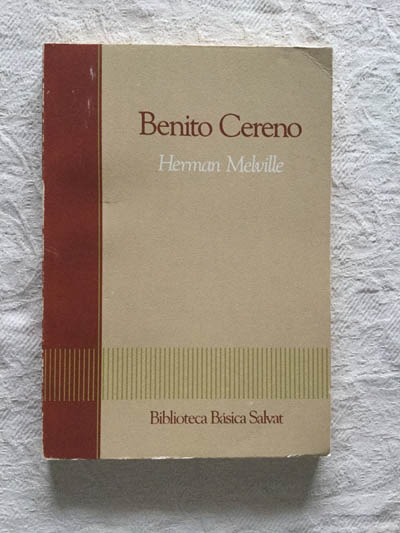 Benito Cereno
Herman Melville
Biblioteca Básica Salvat